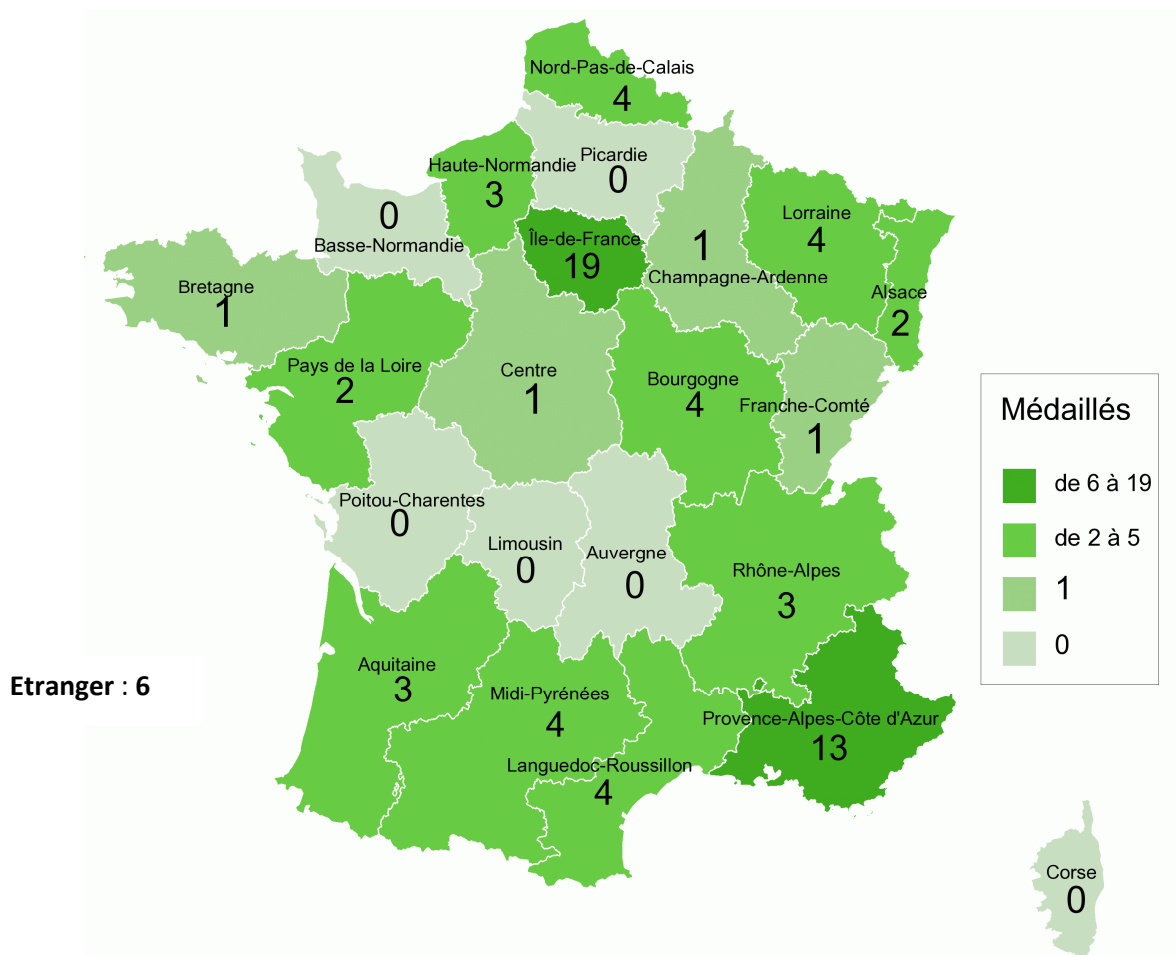 Nord-Pas-de-Calais
4
Picardie
0
Haute-Normandie
3
0
Basse-Normandie
Île-de-France
19
1
Champagne-Ardenne
Lorraine
4
Alsace
2
Bretagne
1
Pays de la Loire
2
Centre
1
Bourgogne
4
Franche-Comté
1
Poitou-Charentes
0
Limousin
0
Auvergne
0
Rhône-Alpes
3
Aquitaine
3
Midi-Pyrénées
4
Languedoc-Roussillon
4
Provence-Alpes-Côte d'Azur
13
Corse
0
Etranger : 6
Médaillés
de 6 à 19
de 2 à 5
1
0